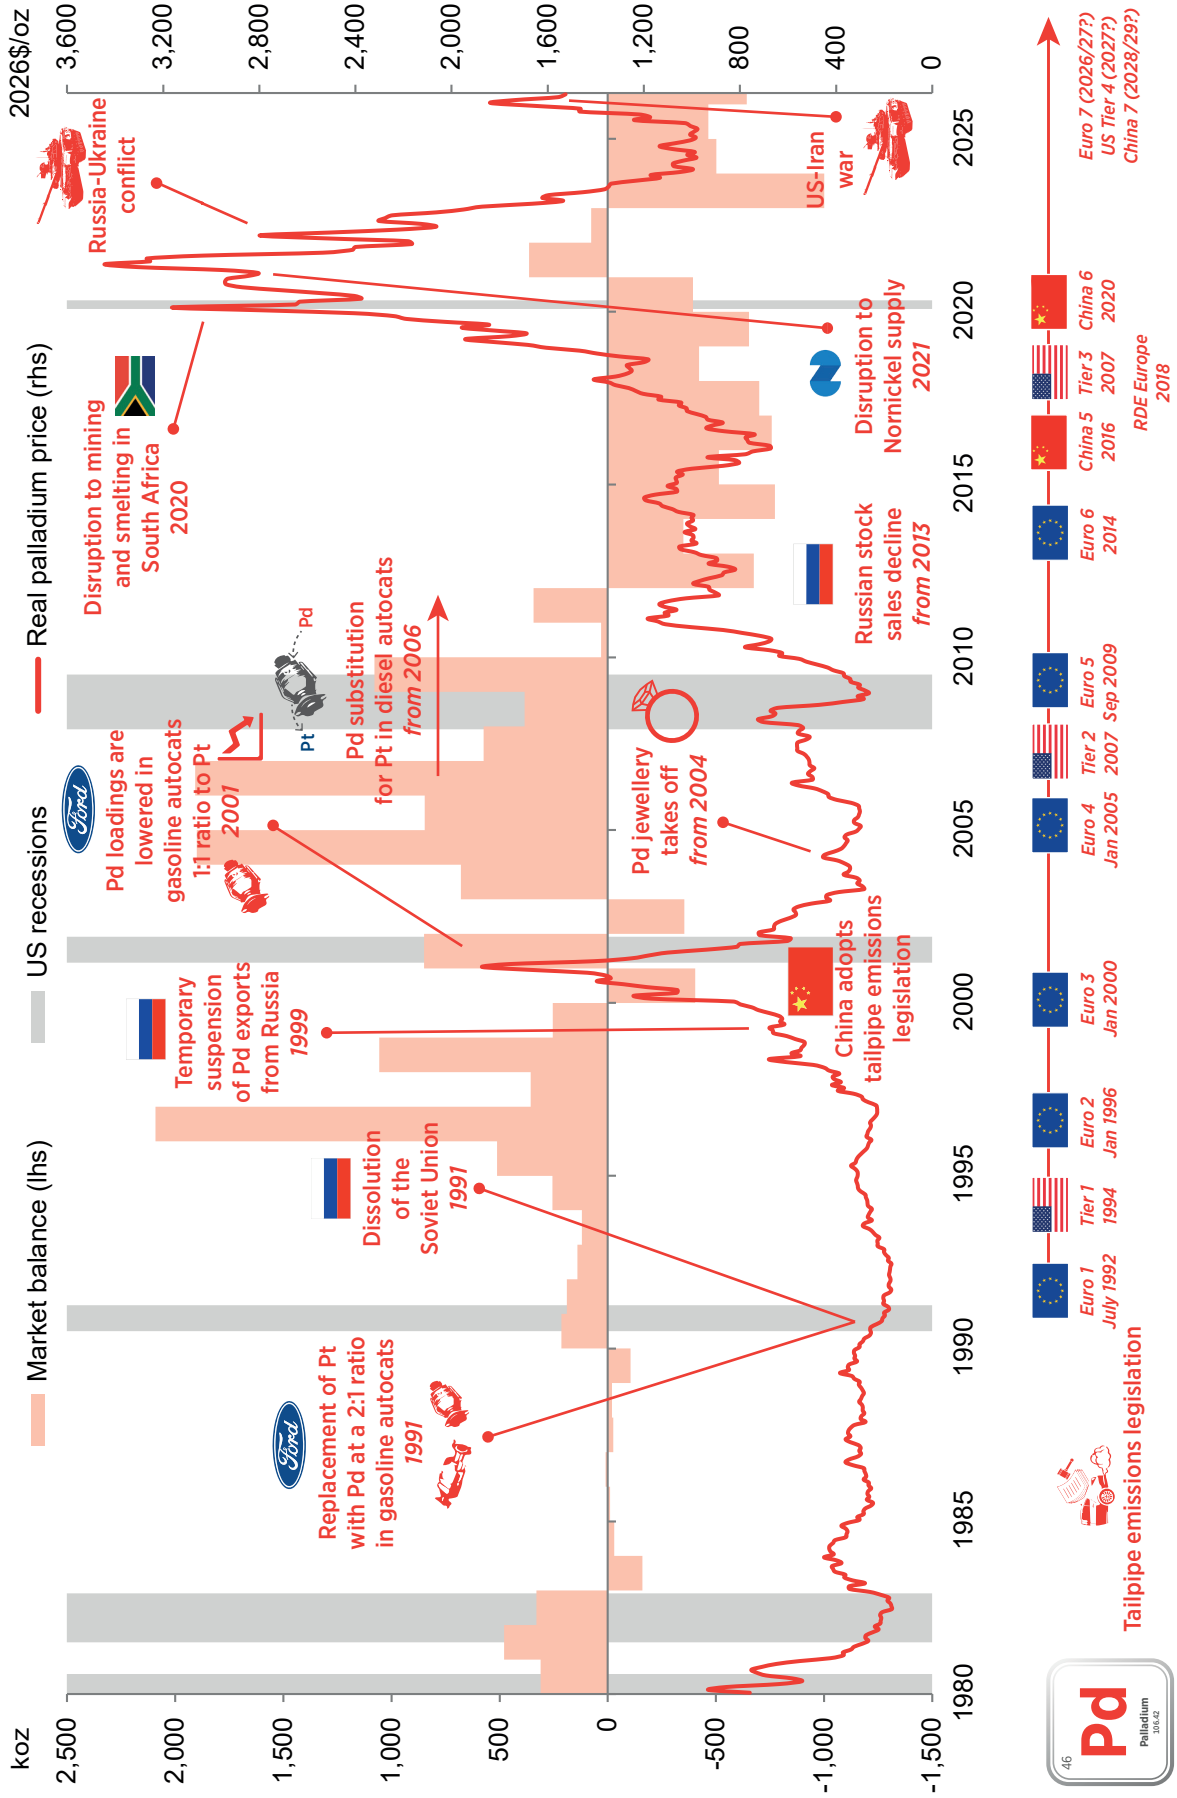 koz
2026$/oz
Market balance (lhs)
US recessions
Real palladium price (rhs)
2,500
2,000
1,500
1,000
500
0
-500
-1,000
-1,500
3,600
3,200
2,800
2,400
2,000
1,600
1,200
800
400
0
1980
1985
1990
1995
2000
2005
2010
2015
2020
2025
Ford
Replacement of Pt
with Pd at a 2:1 ratio
in gasoline autocats
1991
Dissolution
of the
Soviet Union
1991
Temporary
suspension
of Pd exports
from Russia
1999
Ford
Pd loadings are
lowered in
gasoline autocats
1:1 ratio to Pt
2001
Pt
Pd
Pd substitution
for Pt in diesel autocats
from 2006
Disruption to mining
and smelting in
South Africa
2020
Russia-Ukraine
conflict
China adopts
tailpipe emissions
legislation
Pd jewellery
takes off
from 2004
Russian stock
sales decline
from 2013
Disruption to
Nornickel supply
2021
US-Iran
war
46
Pd
Palladium
106.42
Tailpipe emissions legislation
Euro 1
July 1992
Tier 1
1994
Euro 2
Jan 1996
Euro 3
Jan 2000
Euro 4
Jan 2005
Tier 2
2007
Euro 5
Sep 2009
Euro 6
2014
China 5
2016
Tier 3
2007
RDE Europe
2018
China 6
2020
Euro 7 (2026/27?)
US Tier 4 (2027?)
China 7 (2028/29?)